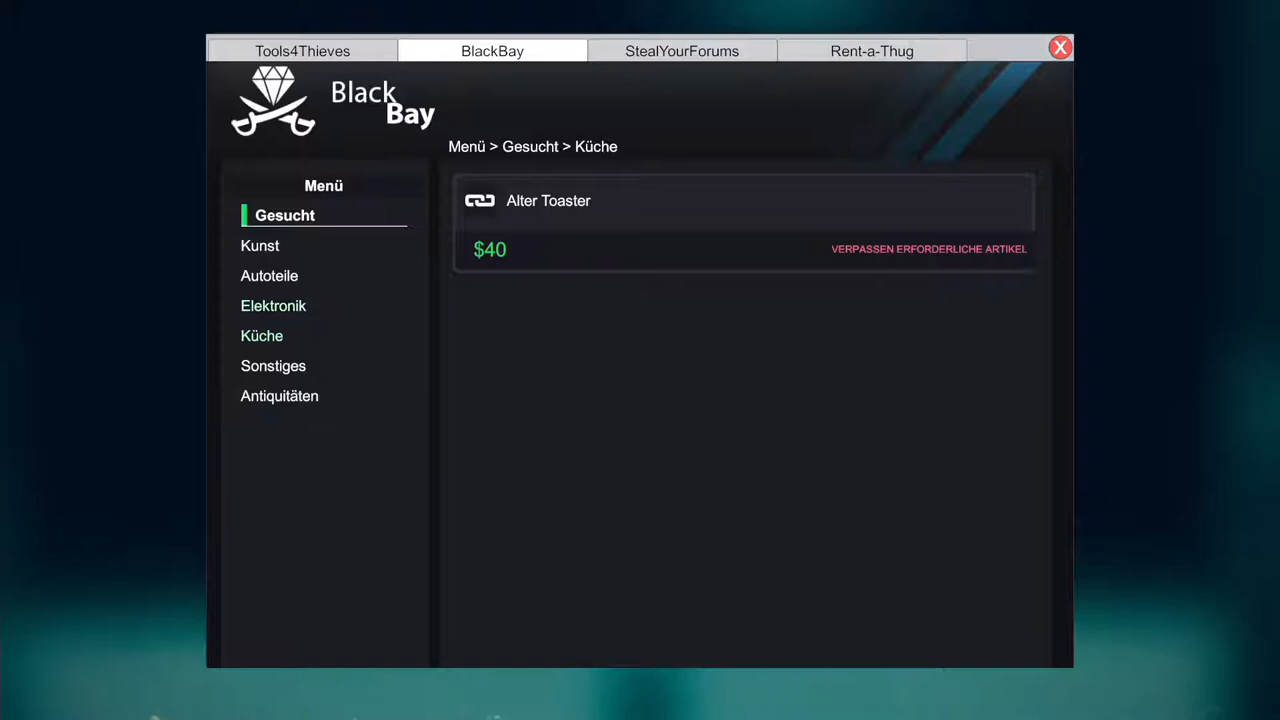 Tools4Thieves
BlackBay
StealYourForums
Rent-a-Thug
X
Black
Bay
Menü > Gesucht > Küche
Menü
Gesucht
Kunst
Autoteile
Elektronik
Küche
Sonstiges
Antiquitäten
Alter Toaster
$40
VERPASSEN ERFORDERLICHE ARTIKEL